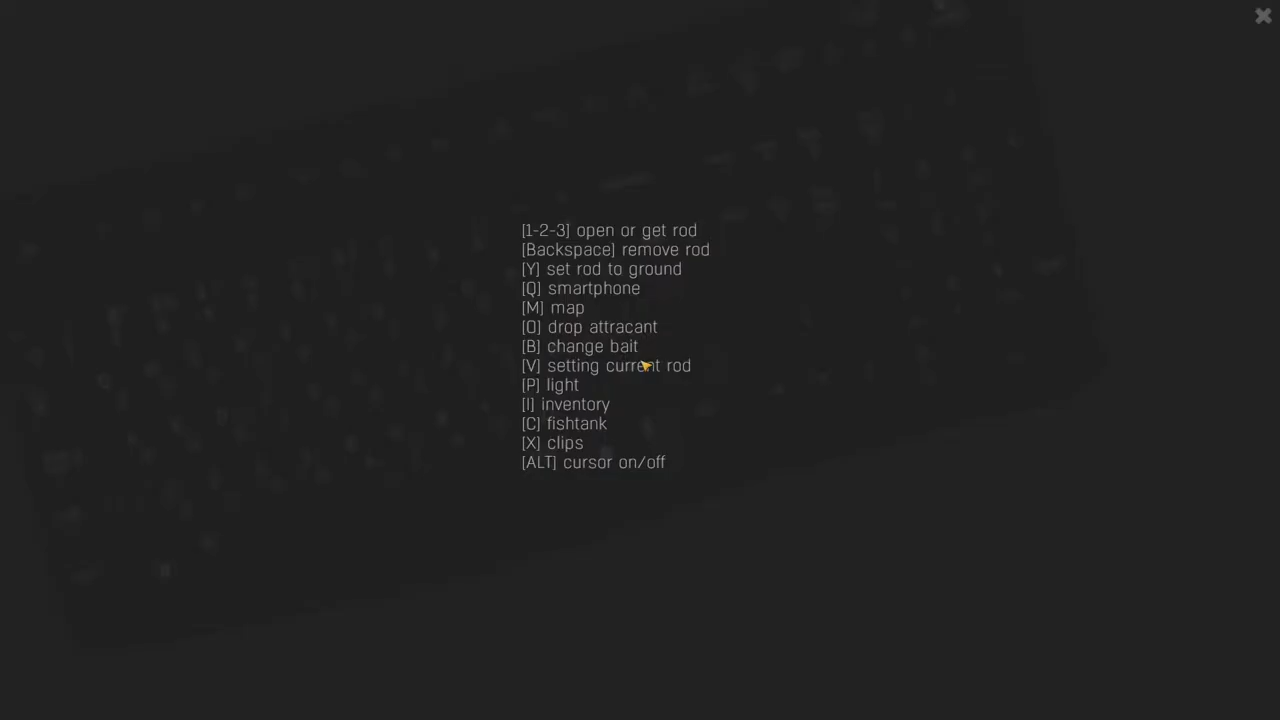 [1-2-3] open or get rod
[Backspace] remove rod
[Y] set rod to ground
[Q] smartphone
[M] map
[O] drop attracant
[B] change bait
[V] setting current rod
[P] light
[I] inventory
[C] fishtank
[X] clips
[ALT] cursor on/off